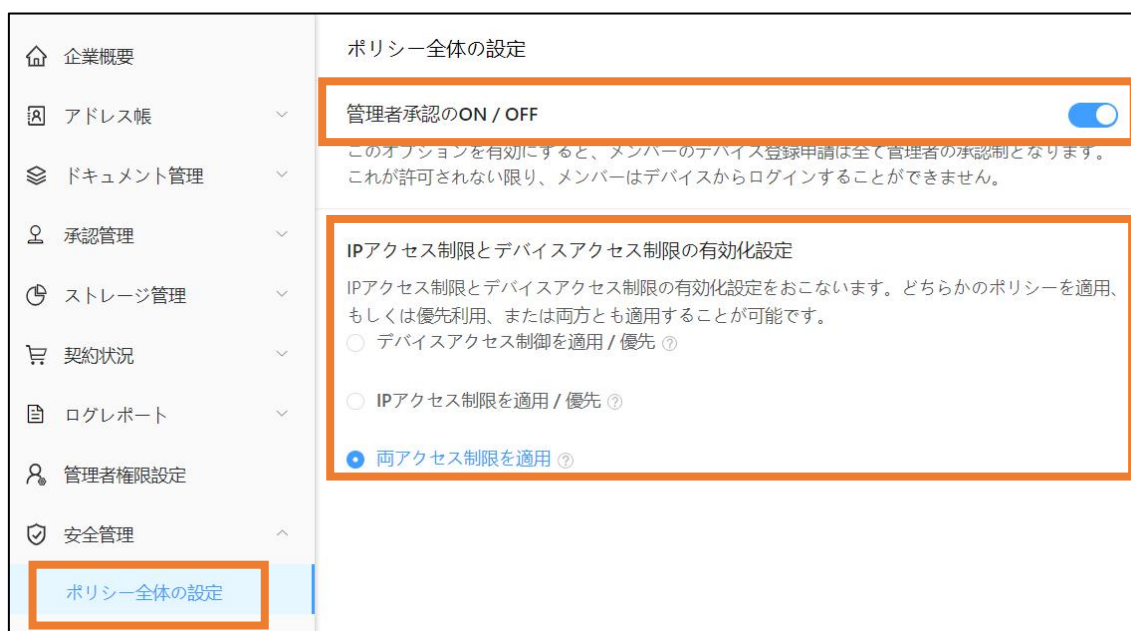 企業概要
アドレス帳
ドキュメント管理
承認管理
ストレージ管理
契約状況
ログレポート
管理者権限設定
安全管理
ポリシー全体の設定
ポリシー全体の設定
管理者承認のON / OFF
このオプションを有効にすると、メンバーのデバイス登録申請は全て管理者の承認制となります。
これが許可されない限り、メンバーはデバイスからログインすることができません。
IPアクセス制限とデバイスアクセス制限の有効化設定
IPアクセス制限とデバイスアクセス制限の有効化設定をおこないます。どちらかのポリシーを適用、
もしくは優先利用、または両方とも適用することが可能です。
デバイスアクセス制御を適用 / 優先 ?
IPアクセス制限を適用 / 優先 ?
両アクセス制限を適用 ?